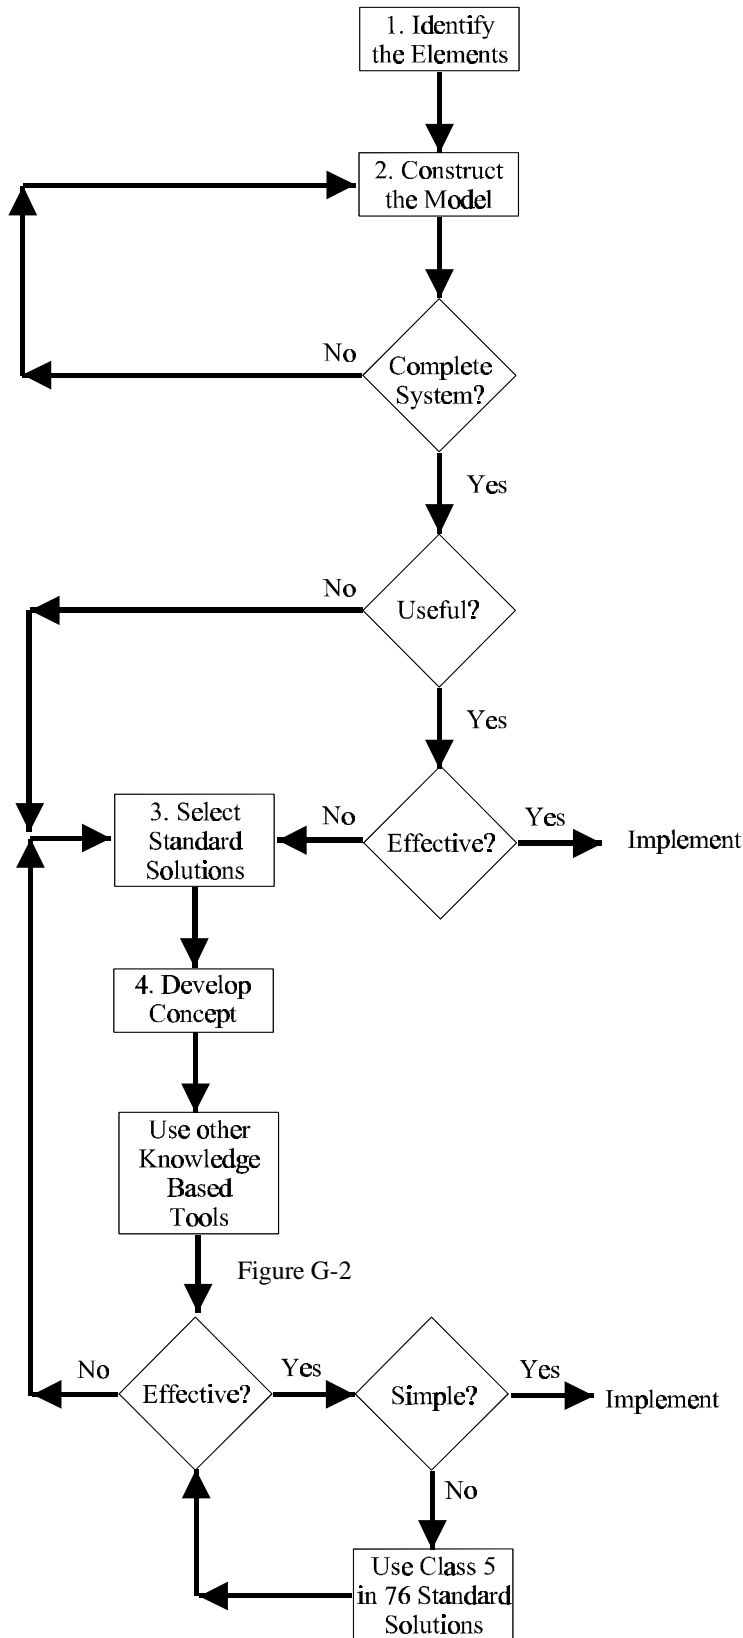 1. Identify
the Elements
2. Construct
the Model
No
Complete
System?
Yes
No
Useful?
Yes
3. Select
Standard
Solutions
No
Effective?
Yes
Implement
4. Develop
Concept
Use other
Knowledge
Based
Tools
Figure G-2
No
Effective?
Yes
Simple?
Yes
Implement
No
Use Class 5
in 76 Standard
Solutions